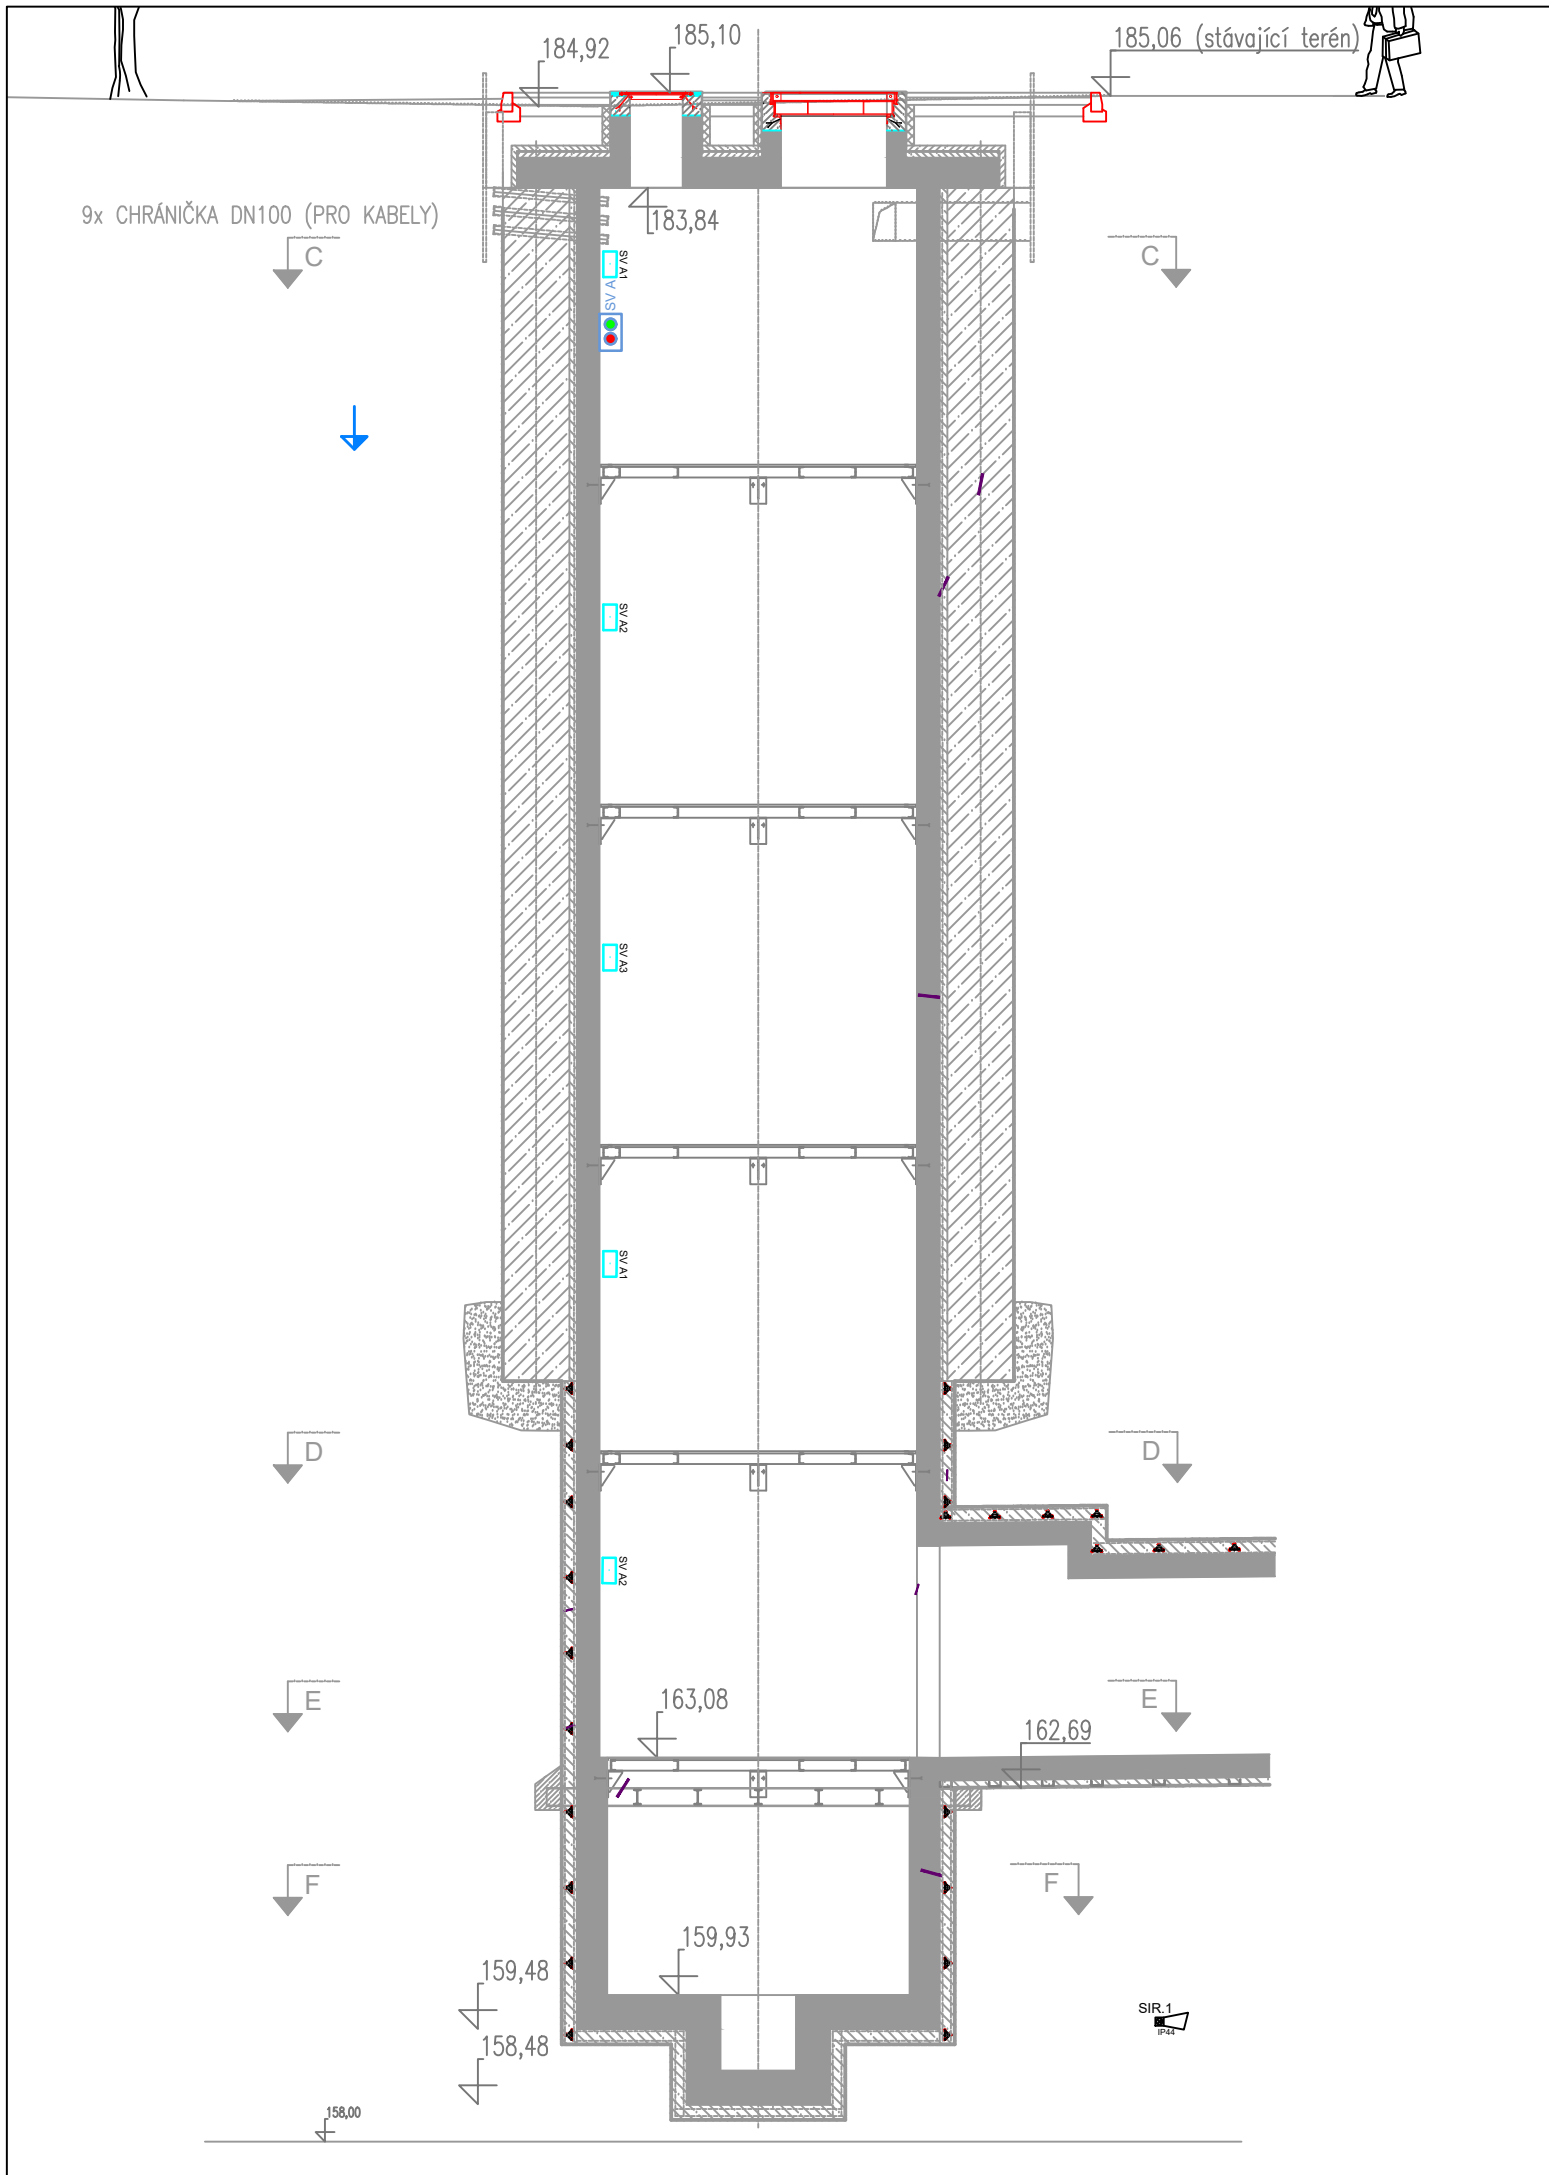 185,10
185,06 (stávající terén)
184,92
9x CHRÁNIČKA DN100 (PRO KABELY)
183,84
C
C
SV A1
SV A
SV A2
SV A3
SV A1
D
D
SV A2
E
163,08
E
162,69
F
F
159,93
159,48
SIR.1
IP44
158,48
158,00